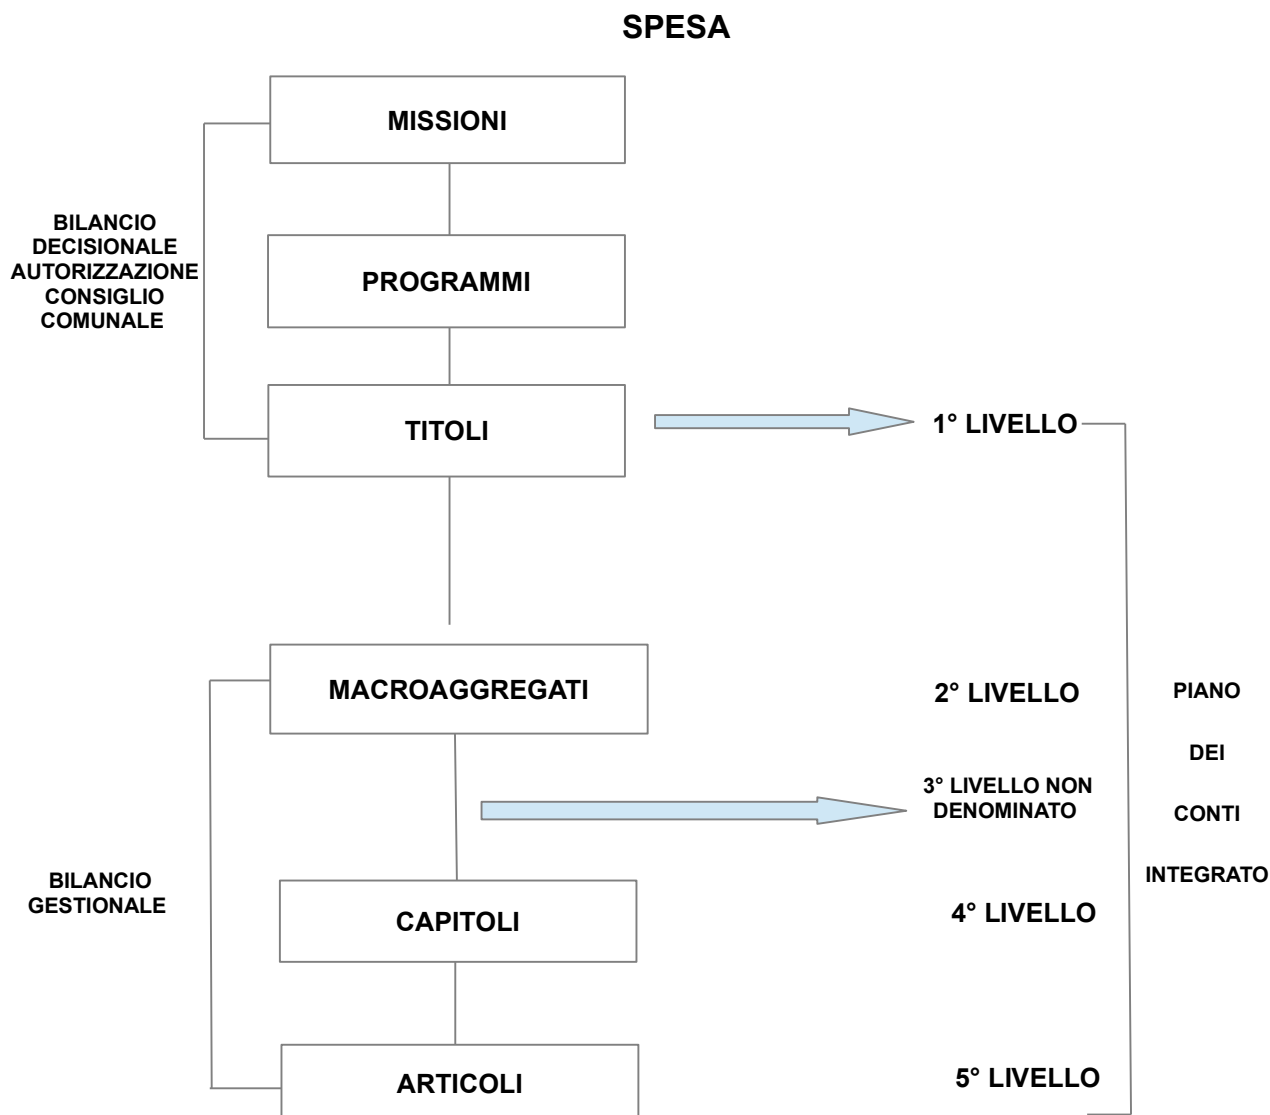 SPESA
MISSIONI
BILANCIO
DECISIONALE
AUTORIZZAZIONE
CONSIGLIO
COMUNALE
PROGRAMMI
TITOLI
1° LIVELLO
MACROAGGREGATI
2° LIVELLO
PIANO
DEI
CONTI
INTEGRATO
3° LIVELLO NON
DENOMINATO
BILANCIO
GESTIONALE
CAPITOLI
4° LIVELLO
ARTICOLI
5° LIVELLO